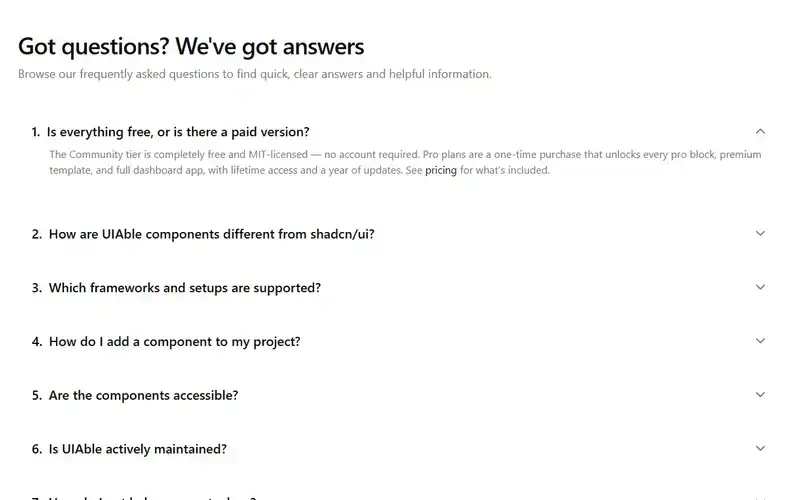 Got questions? We've got answers
Browse our frequently asked questions to find quick, clear answers and helpful information.
1. Is everything free, or is there a paid version?
The Community tier is completely free and MIT-licensed — no account required. Pro plans are a one-time purchase that unlocks every pro block, premium
template, and full dashboard app, with lifetime access and a year of updates. See pricing for what's included.
2. How are UIAble components different from shadcn/ui?
3. Which frameworks and setups are supported?
4. How do I add a component to my project?
5. Are the components accessible?
6. Is UIAble actively maintained?